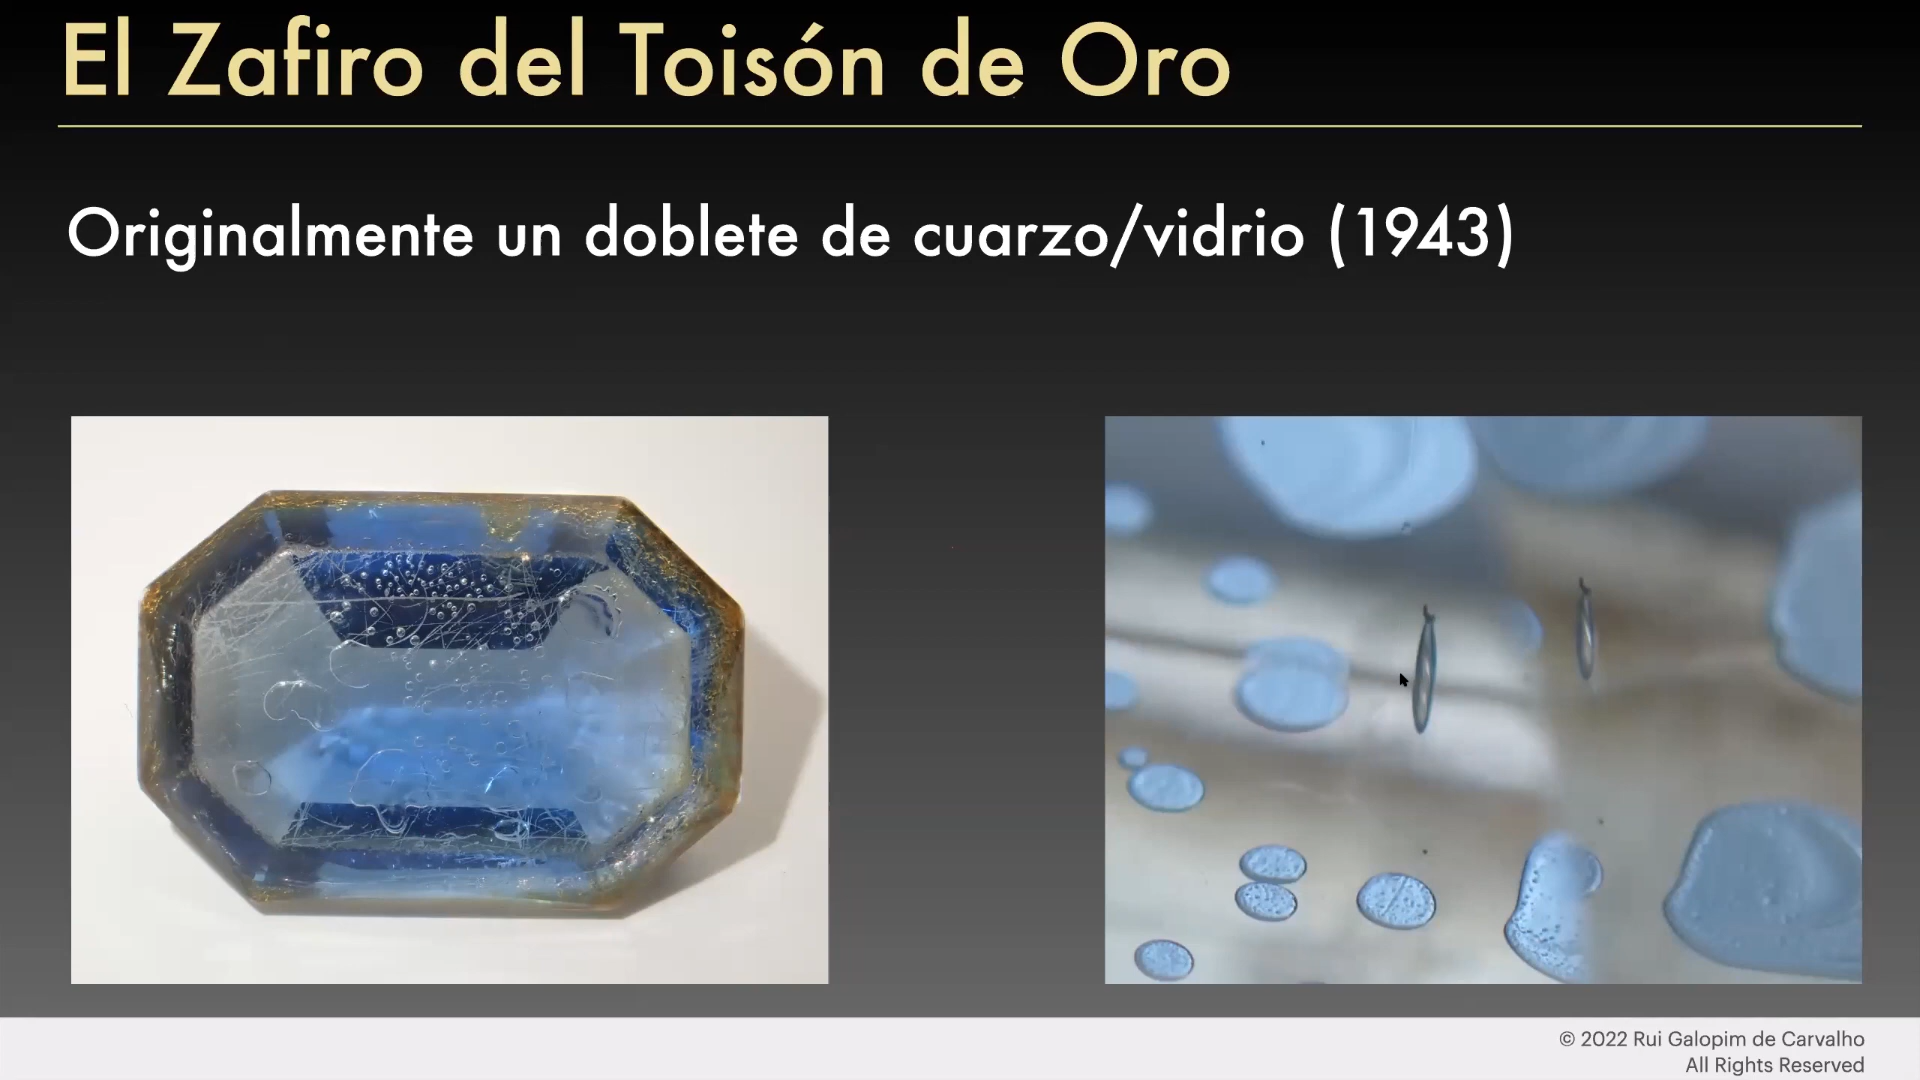 El Zafiro del Toisón de Oro
Originalmente un doblete de cuarzo/vidrio (1943)
© 2022 Rui Galopim de Carvalho
All Rights Reserved